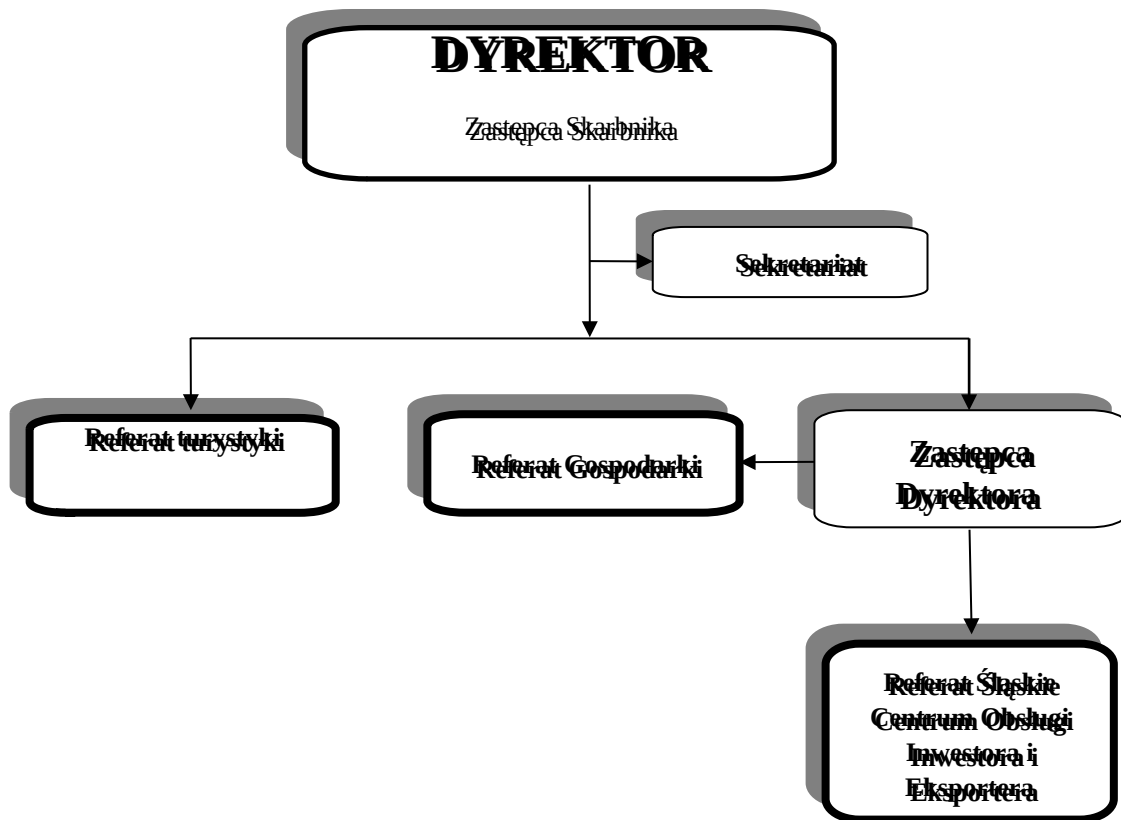 DYREKTOR
Zastępca Skarbnika
Sekretariat
Referat turystyki
Referat Gospodarki
Zastępca
Dyrektora
Referat Śląskie
Centrum Obsługi
Inwestora i
Eksportera